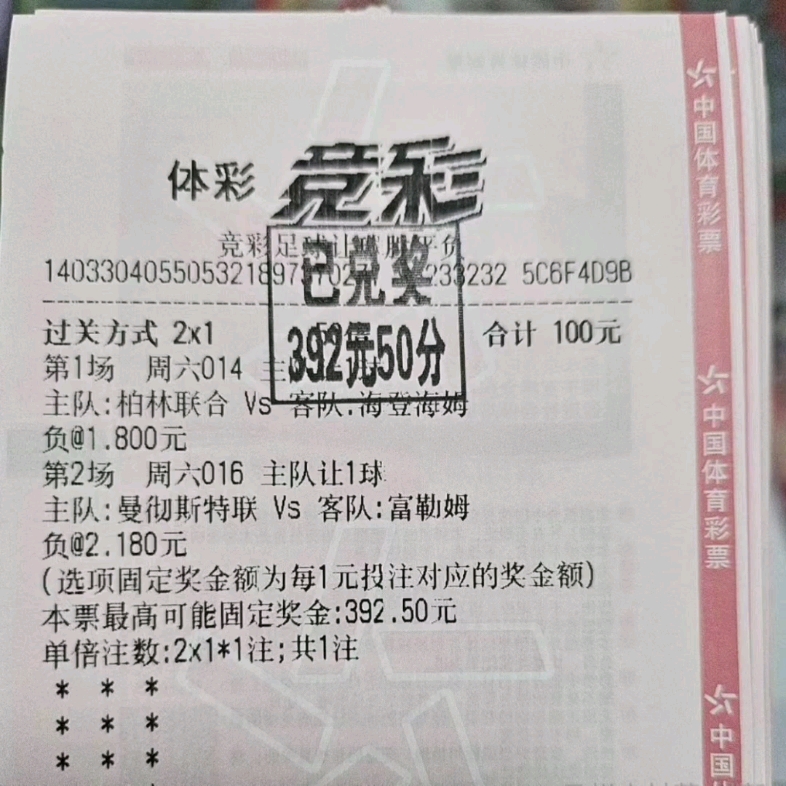 体彩 竞彩
竞彩足球让球胜平负
已兑奖
5C6F4D9B
过关方式 2x1
合计 100元
392元50分
第1场 周六014
主队:柏林联合 Vs 客队:海登海姆
负@1.800元
第2场 周六016 主队让1球
主队:曼彻斯特联 Vs 客队:富勒姆
负@2.180元
(选项固定奖金额为每1元投注对应的奖金额)
本票最高可能固定奖金:392.50元
单倍注数:2x1*1注;共1注
* * *
* * *
* * *
中国体育彩票
中国体育彩票
中国